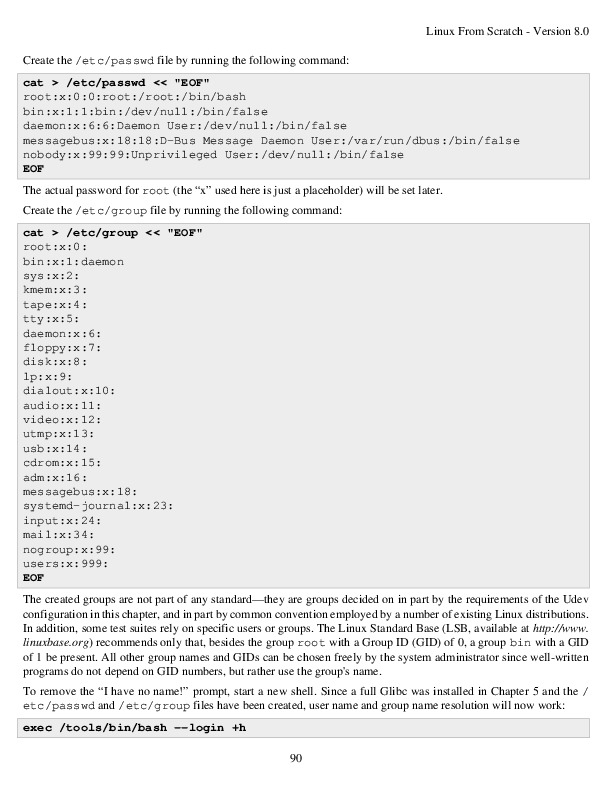 Linux From Scratch - Version 8.0
Create the /etc/passwd file by running the following command:
cat > /etc/passwd << "EOF"
root:x:0:0:root:/root:/bin/bash
bin:x:1:1:bin:/dev/null:/bin/false
daemon:x:6:6:Daemon User:/dev/null:/bin/false
messagebus:x:18:18:D-Bus Message Daemon User:/var/run/dbus:/bin/false
nobody:x:99:99:Unprivileged User:/dev/null:/bin/false
EOF
The actual password for root (the “x” used here is just a placeholder) will be set later.
Create the /etc/group file by running the following command:
cat > /etc/group << "EOF"
root:x:0:
bin:x:1:daemon
sys:x:2:
kmem:x:3:
tape:x:4:
tty:x:5:
daemon:x:6:
floppy:x:7:
disk:x:8:
lp:x:9:
dialout:x:10:
audio:x:11:
video:x:12:
utmp:x:13:
usb:x:14:
cdrom:x:15:
adm:x:16:
messagebus:x:18:
systemd-journal:x:23:
input:x:24:
mail:x:34:
nogroup:x:99:
users:x:999:
EOF
The created groups are not part of any standard—they are groups decided on in part by the requirements of the Udev
configuration in this chapter, and in part by common convention employed by a number of existing Linux distributions.
In addition, some test suites rely on specific users or groups. The Linux Standard Base (LSB, available at http://www.
linuxbase.org) recommends only that, besides the group root with a Group ID (GID) of 0, a group bin with a GID
of 1 be present. All other group names and GIDs can be chosen freely by the system administrator since well-written
programs do not depend on GID numbers, but rather use the group's name.
To remove the “I have no name!” prompt, start a new shell. Since a full Glibc was installed in Chapter 5 and the /
etc/passwd and /etc/group files have been created, user name and group name resolution will now work:
exec /tools/bin/bash --login +h
90